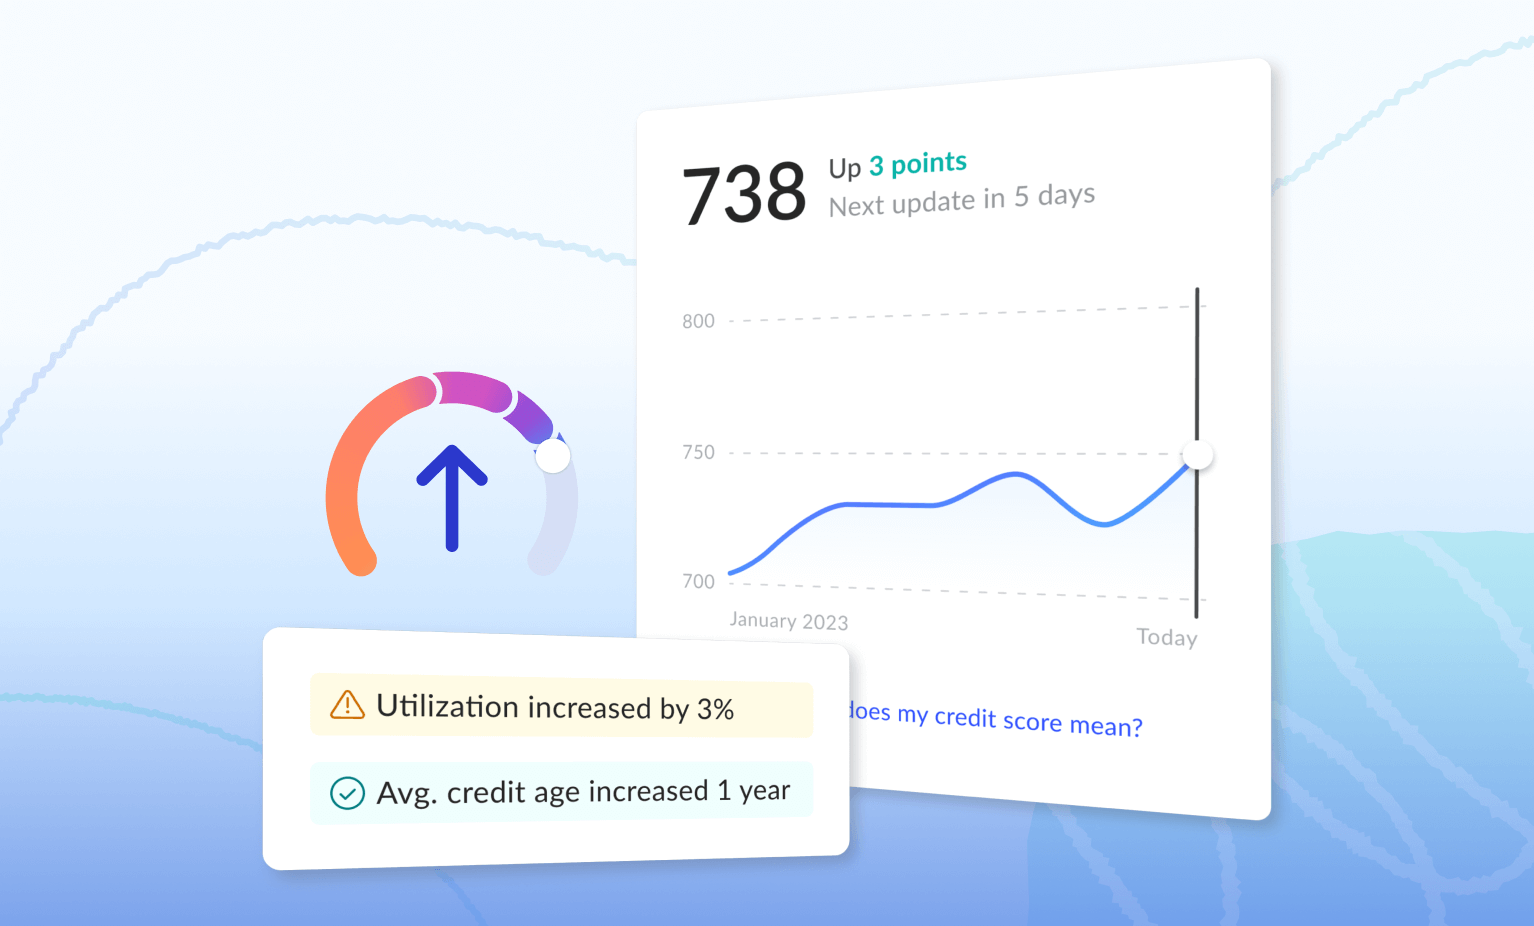 738
Up 3 points
Next update in 5 days
800
750
700
January 2023
Today
does my credit score mean?
Utilization increased by 3%
Avg. credit age increased 1 year